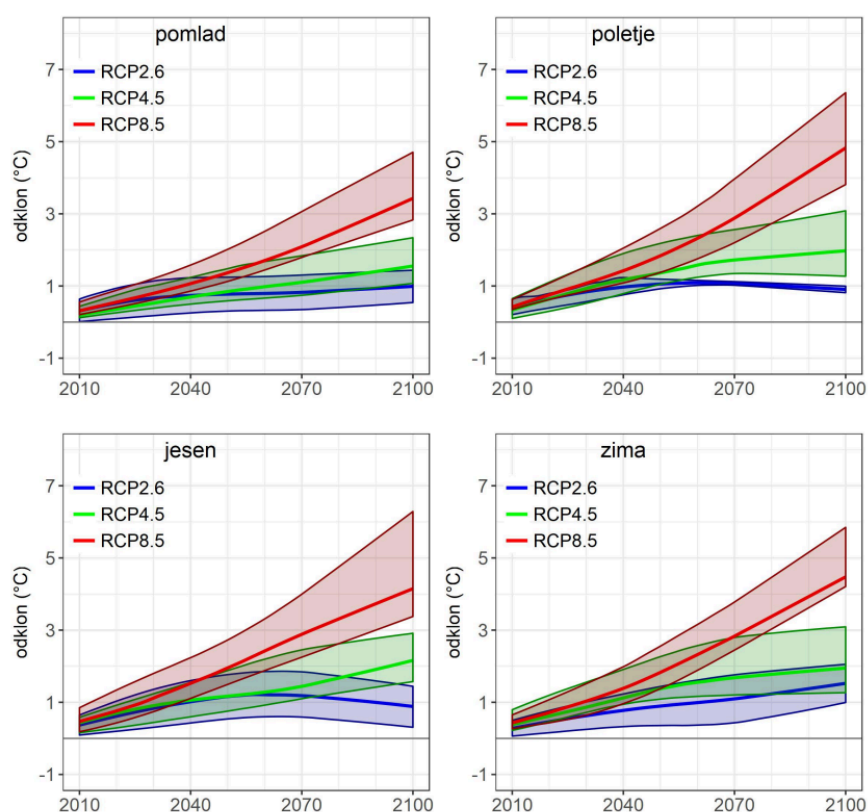 pomlad
odklon (°C)
7
5
3
1
-1
RCP2.6
RCP4.5
RCP8.5
2010 2040 2070 2100
poletje
odklon (°C)
7
5
3
1
-1
RCP2.6
RCP4.5
RCP8.5
2010 2040 2070 2100
jesen
odklon (°C)
7
5
3
1
-1
RCP2.6
RCP4.5
RCP8.5
2010 2040 2070 2100
zima
odklon (°C)
7
5
3
1
-1
RCP2.6
RCP4.5
RCP8.5
2010 2040 2070 2100